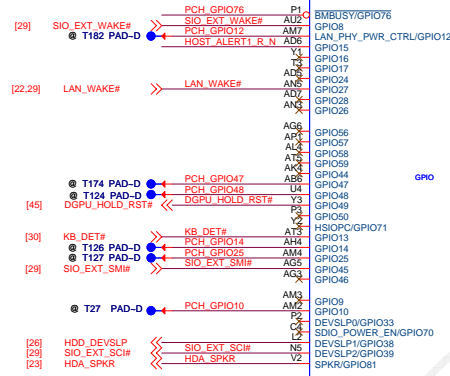 PCH_GPIO76 P1 BMBUSY/GPIO76
[29] SIO_EXT_WAKE# SIO_EXT_WAKE# AU2 GPIO8
@ T182 PAD~D PCH_GPIO12 AM7 LAN_PHY_PWR_CTRL/GPIO12
HOST_ALERT1_R_N AD6 GPIO15
Y1 GPIO16
T3 GPIO17
AD5 GPIO24
[22,29] LAN_WAKE# LAN_WAKE# AN5 GPIO27
AD7 GPIO28
AN3 GPIO26
AG6 GPIO56
AP1 GPIO57
AL4 GPIO58
AT5 GPIO59
AK4 GPIO44
GPIO
@ T174 PAD~D PCH_GPIO47 AB6 GPIO47
@ T124 PAD~D PCH_GPIO48 U4 GPIO48
[45] DGPU_HOLD_RST# DGPU_HOLD_RST# Y3 GPIO49
P3 GPIO50
Y2 HSIOPC/GPIO71
[30] KB_DET# KB_DET# AT3 GPIO13
@ T126 PAD~D PCH_GPIO14 AH4 GPIO14
@ T127 PAD~D PCH_GPIO25 AM4 GPIO25
[29] SIO_EXT_SMI# SIO_EXT_SMI# AG5 GPIO45
AG3 GPIO46
AM3 GPIO9
@ T27 PAD~D PCH_GPIO10 AM2 GPIO10
P2 DEVSLP0/GPIO33
C4 SDIO_POWER_EN/GPIO70
[26] HDD_DEVSLP L2 DEVSLP1/GPIO38
[29] SIO_EXT_SCI# SIO_EXT_SCI# N5 DEVSLP2/GPIO39
[23] HDA_SPKR HDA_SPKR V2 SPKR/GPIO81